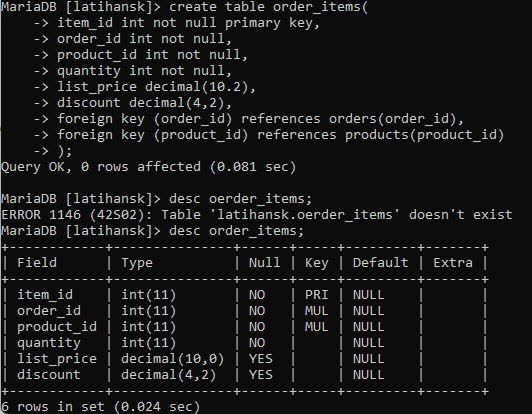 MariaDB [latihansk]> create table order_items(
    -> item_id int not null primary key,
    -> order_id int not null,
    -> product_id int not null,
    -> quantity int not null,
    -> list_price decimal(10.2),
    -> discount decimal(4,2),
    -> foreign key (order_id) references orders(order_id),
    -> foreign key (product_id) references products(product_id)
    -> );
Query OK, 0 rows affected (0.081 sec)

MariaDB [latihansk]> desc oerder_items;
ERROR 1146 (42S02): Table 'latihansk.oerder_items' doesn't exist
MariaDB [latihansk]> desc order_items;
+------------+---------------+------+-----+---------+-------+
| Field      | Type          | Null | Key | Default | Extra |
+------------+---------------+------+-----+---------+-------+
| item_id    | int(11)       | NO   | PRI | NULL    |       |
| order_id   | int(11)       | NO   | MUL | NULL    |       |
| product_id | int(11)       | NO   | MUL | NULL    |       |
| quantity   | int(11)       | NO   |     | NULL    |       |
| list_price | decimal(10,0) | YES  |     | NULL    |       |
| discount   | decimal(4,2)  | YES  |     | NULL    |       |
+------------+---------------+------+-----+---------+-------+
6 rows in set (0.024 sec)